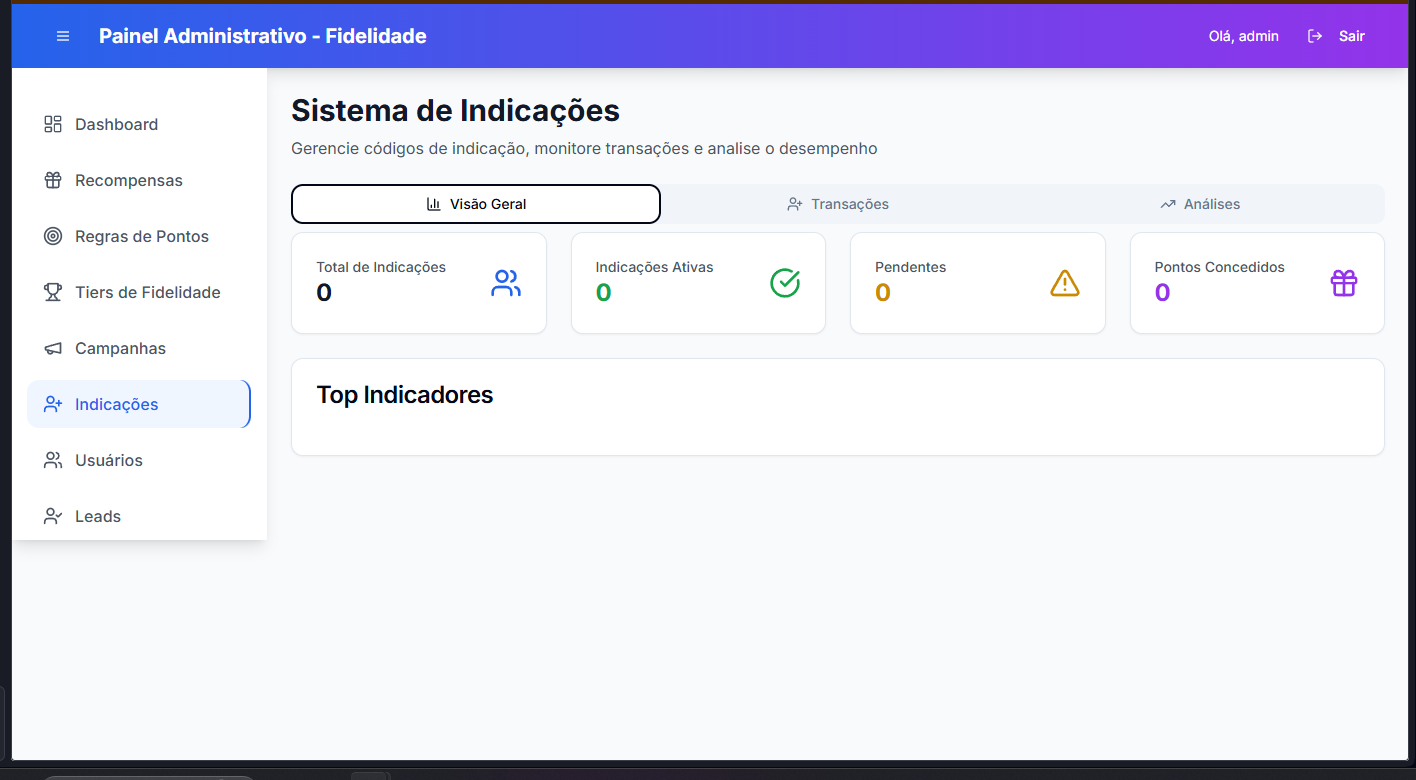 Painel Administrativo - Fidelidade
Olá, admin
Sair
Dashboard
Recompensas
Regras de Pontos
Tiers de Fidelidade
Campanhas
Indicações
Usuários
Leads
Sistema de Indicações
Gerencie códigos de indicação, monitore transações e analise o desempenho
Visão Geral
Transações
Análises
Total de Indicações
0
Indicações Ativas
0
Pendentes
0
Pontos Concedidos
0
Top Indicadores